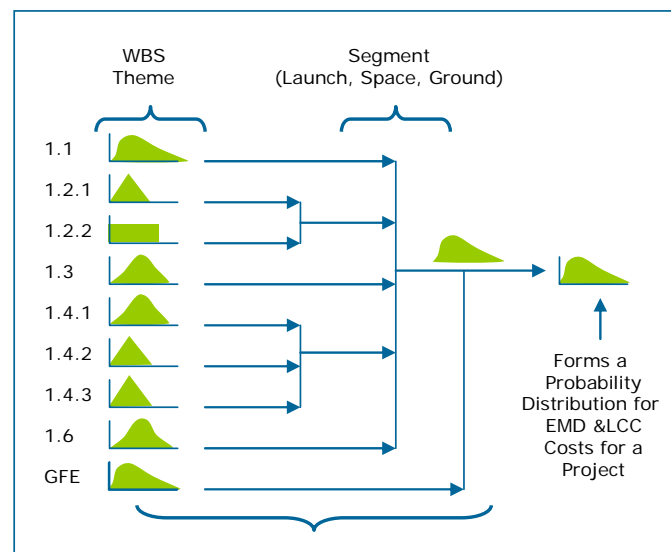 WBS
Theme
Segment
(Launch, Space, Ground)
1.1
1.2.1
1.2.2
1.3
1.4.1
1.4.2
1.4.3
1.6
GFE
Forms a
Probability
Distribution for
EMD &LCC
Costs for a
Project